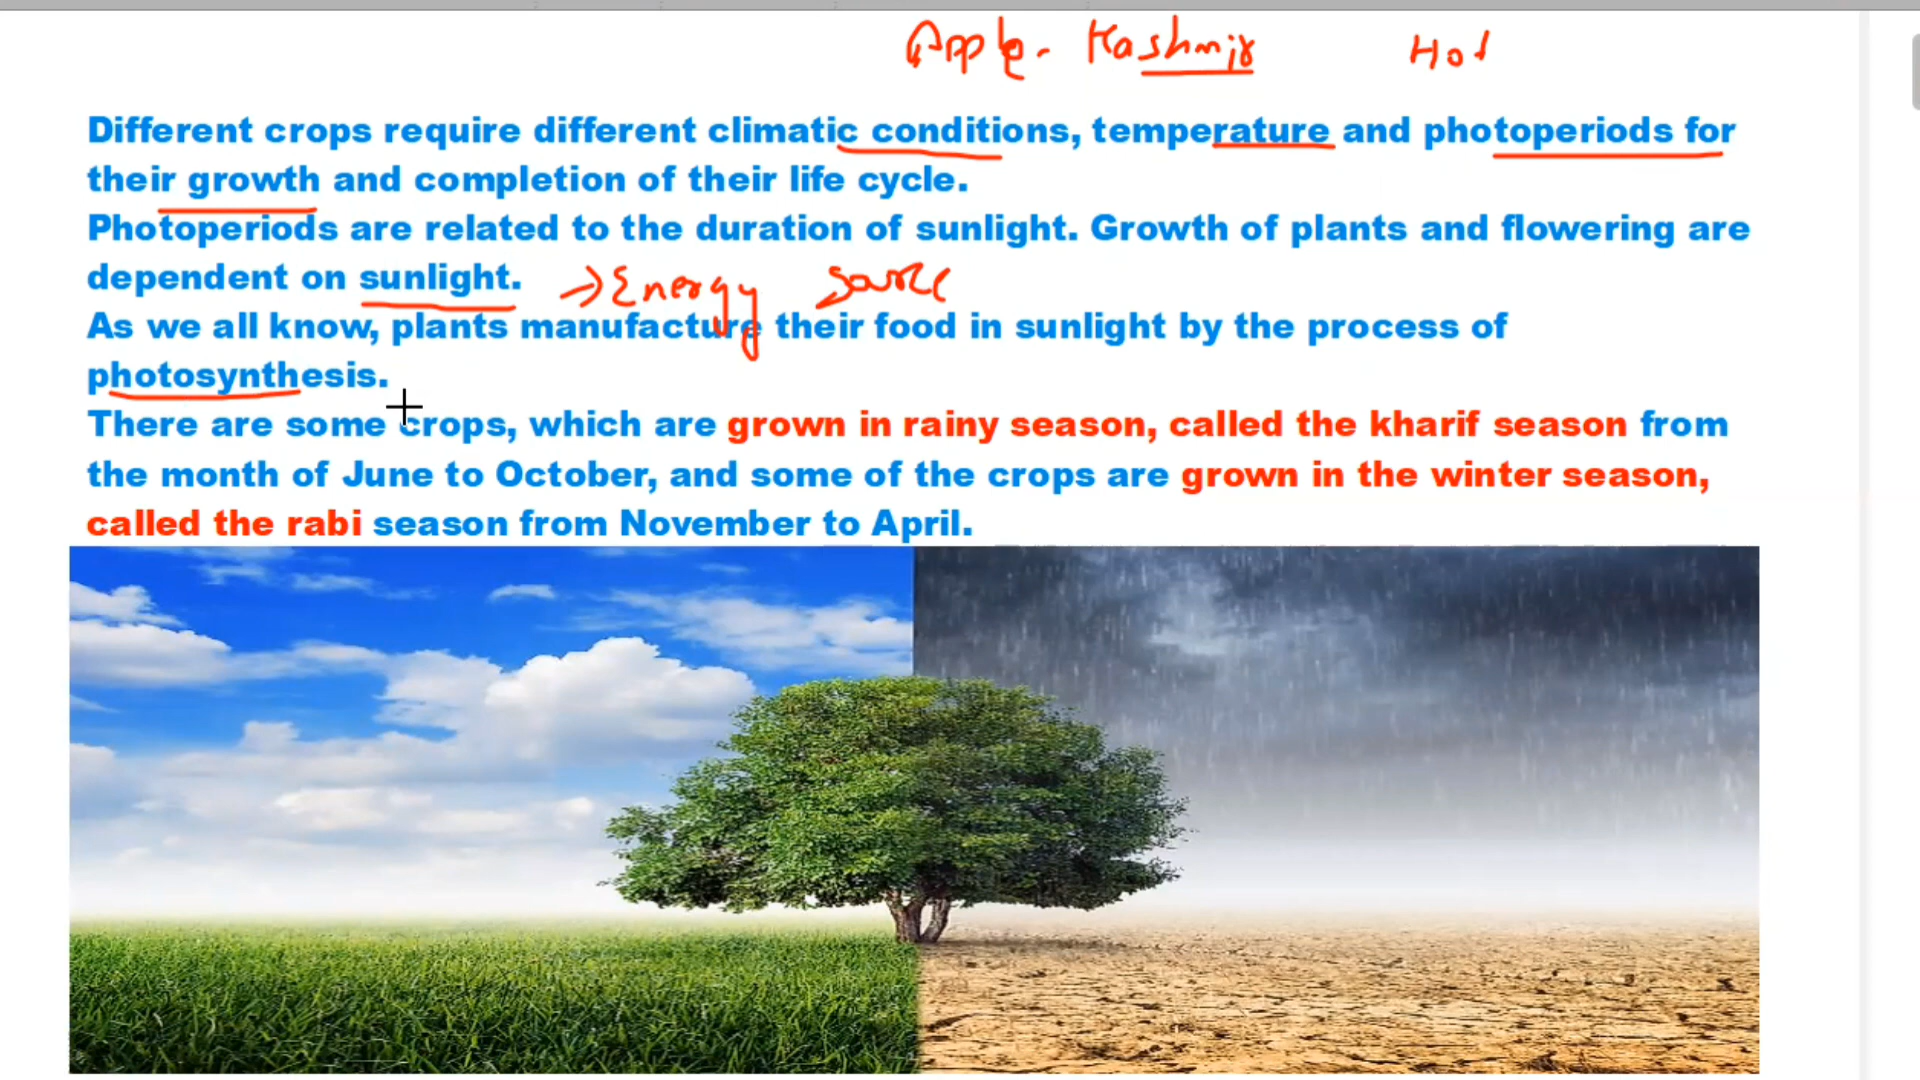 Apple - Kashmir Hot
Different crops require different climatic conditions, temperature and photoperiods for
their growth and completion of their life cycle.
Photoperiods are related to the duration of sunlight. Growth of plants and flowering are
dependent on sunlight. → Energy
As we all know, plants manufacture their food in sunlight by the process of
photosynthesis.
There are some crops, which are grown in rainy season, called the kharif season from
the month of June to October, and some of the crops are grown in the winter season,
called the rabi season from November to April.